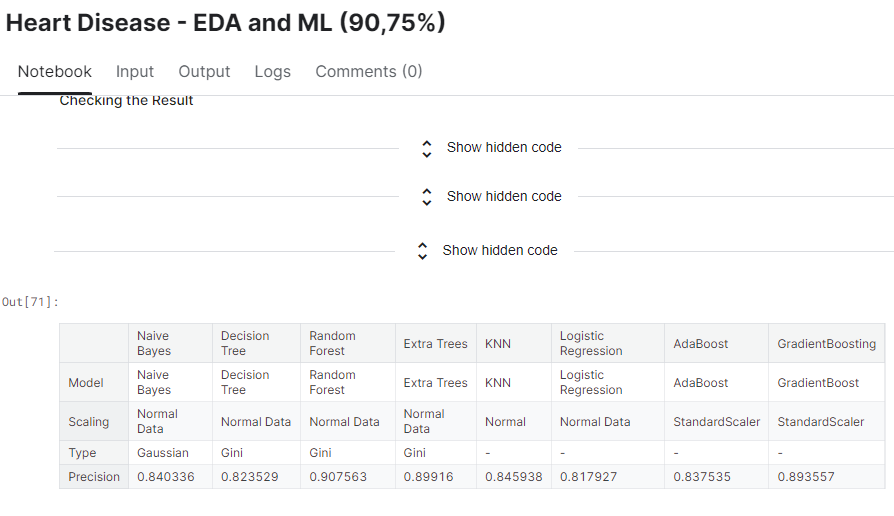 Heart Disease - EDA and ML (90,75%)
Notebook Input Output Logs Comments (0)
Checking the Result
Show hidden code
Show hidden code
Show hidden code
Out[71]:
Naive Bayes Decision Tree Random Forest Extra Trees KNN Logistic Regression AdaBoost GradientBoosting
Model Naive Bayes Decision Tree Random Forest Extra Trees KNN Logistic Regression AdaBoost GradientBoost
Scaling Normal Data Normal Data Normal Data Normal Data Normal Normal Data StandardScaler StandardScaler
Type Gaussian Gini Gini Gini - - - -
Precision 0.840336 0.823529 0.907563 0.89916 0.845938 0.817927 0.837535 0.893557